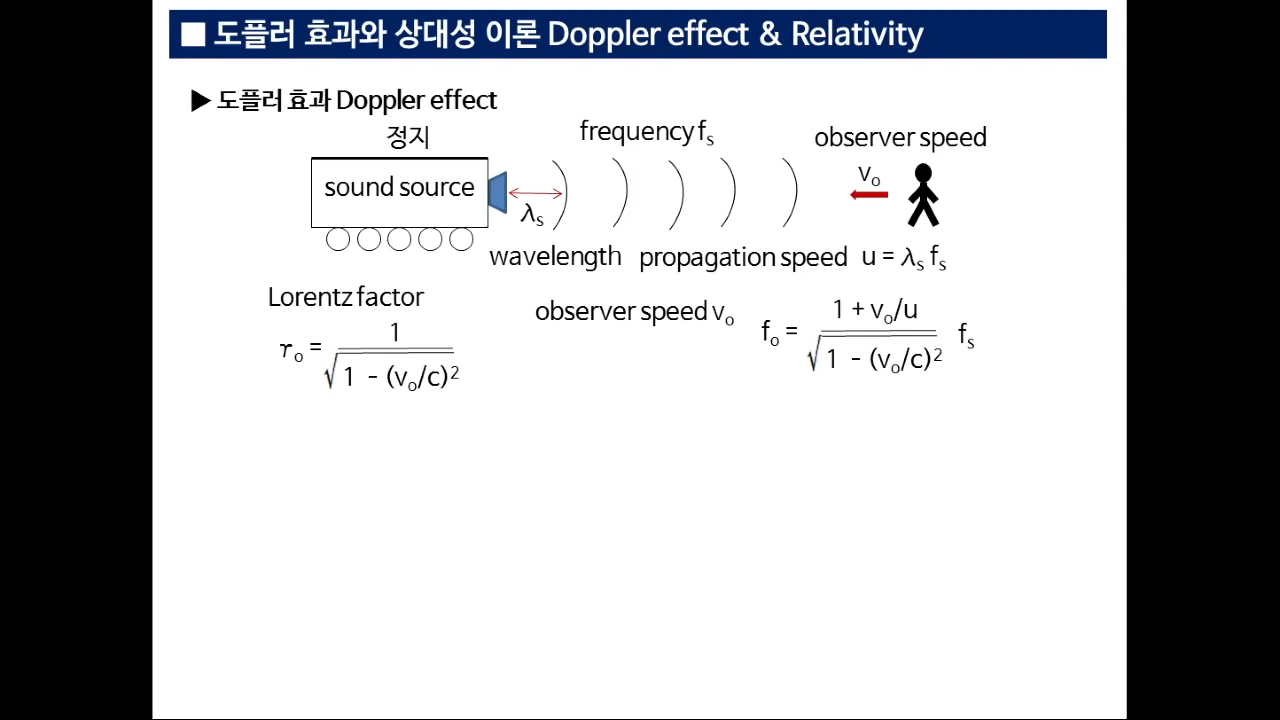 ■ 도플러 효과와 상대성 이론 Doppler effect & Relativity
▶ 도플러 효과 Doppler effect
정지
frequency fₛ
observer speed
sound source
vₒ
λₛ
wavelength propagation speed u = λₛ fₛ
Lorentz factor
observer speed vₒ
𝛾ₒ = 1 / √(1 - (vₒ/c)²)
fₒ = (1 + vₒ/u) / √(1 - (vₒ/c)²) fₛ